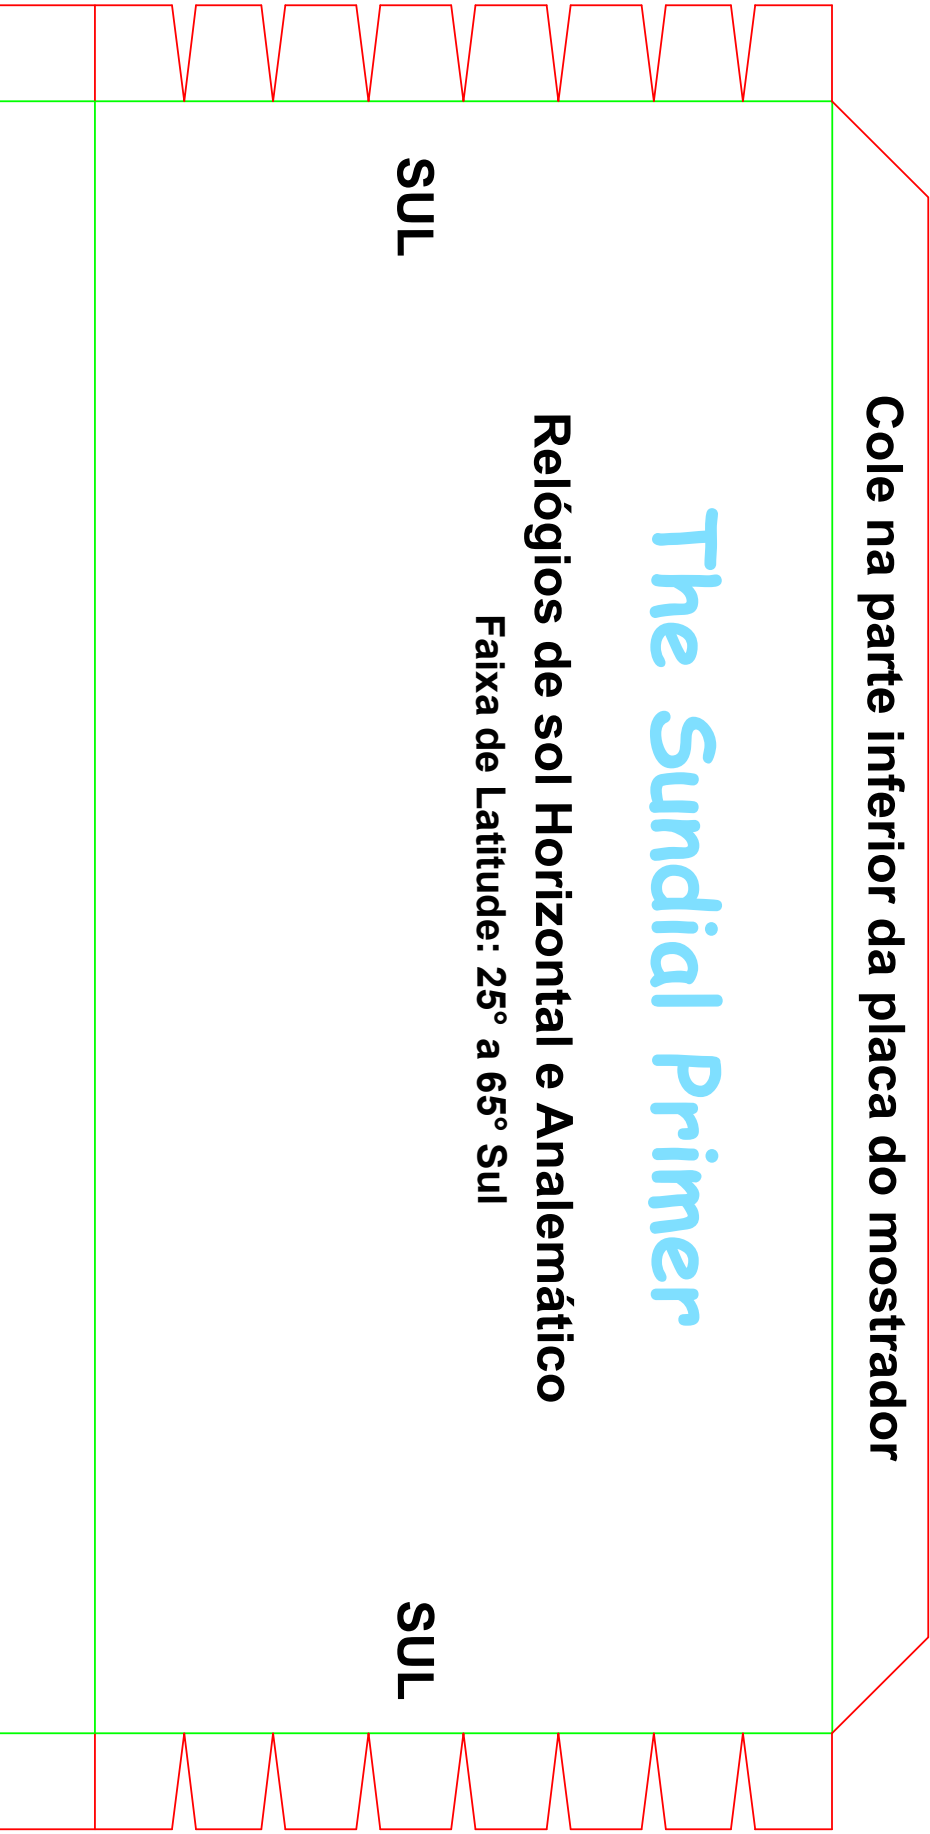 Cole na parte inferior da placa do mostrador
The Sundial Primer
Relógios de sol Horizontal e Analemático
Faixa de Latitude: 25° a 65° Sul
SUL
SUL